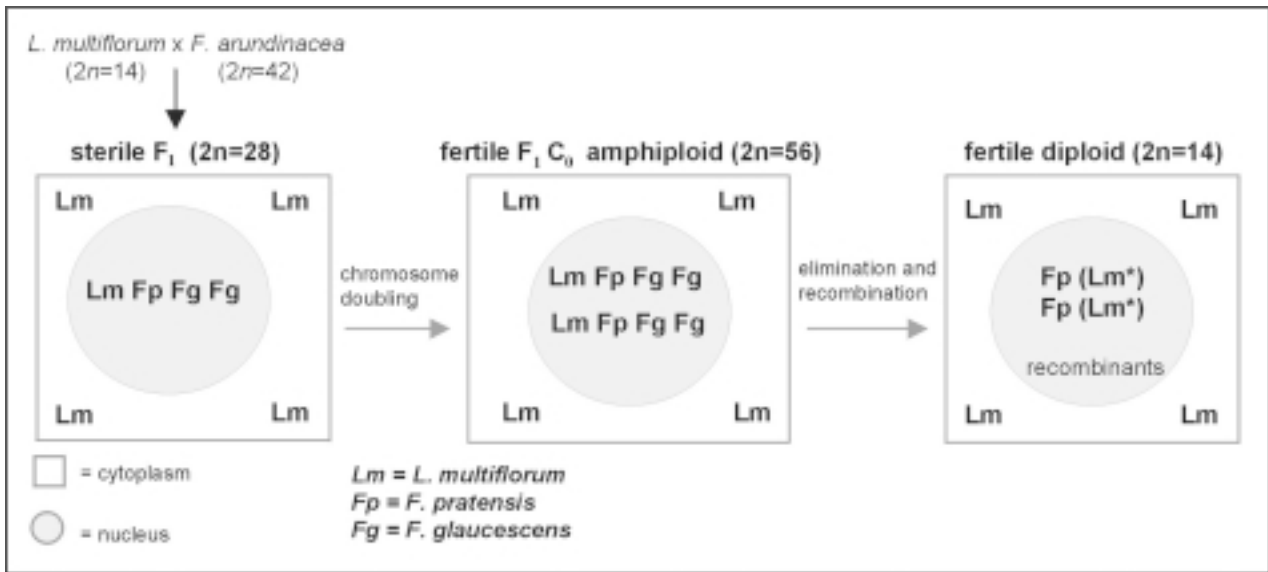 L. multiflorum x F. arundinacea
(2n=14) (2n=42)
sterile F1 (2n=28)
Lm Lm
Lm Fp Fg Fg
Lm Lm
chromosome
doubling
fertile F1 C0 amphiploid (2n=56)
Lm Lm
Lm Fp Fg Fg
Lm Fp Fg Fg
Lm Lm
elimination and
recombination
fertile diploid (2n=14)
Lm Lm
Fp (Lm*)
Fp (Lm*)
recombinants
Lm Lm
= cytoplasm
= nucleus
Lm = L. multiflorum
Fp = F. pratensis
Fg = F. glaucescens